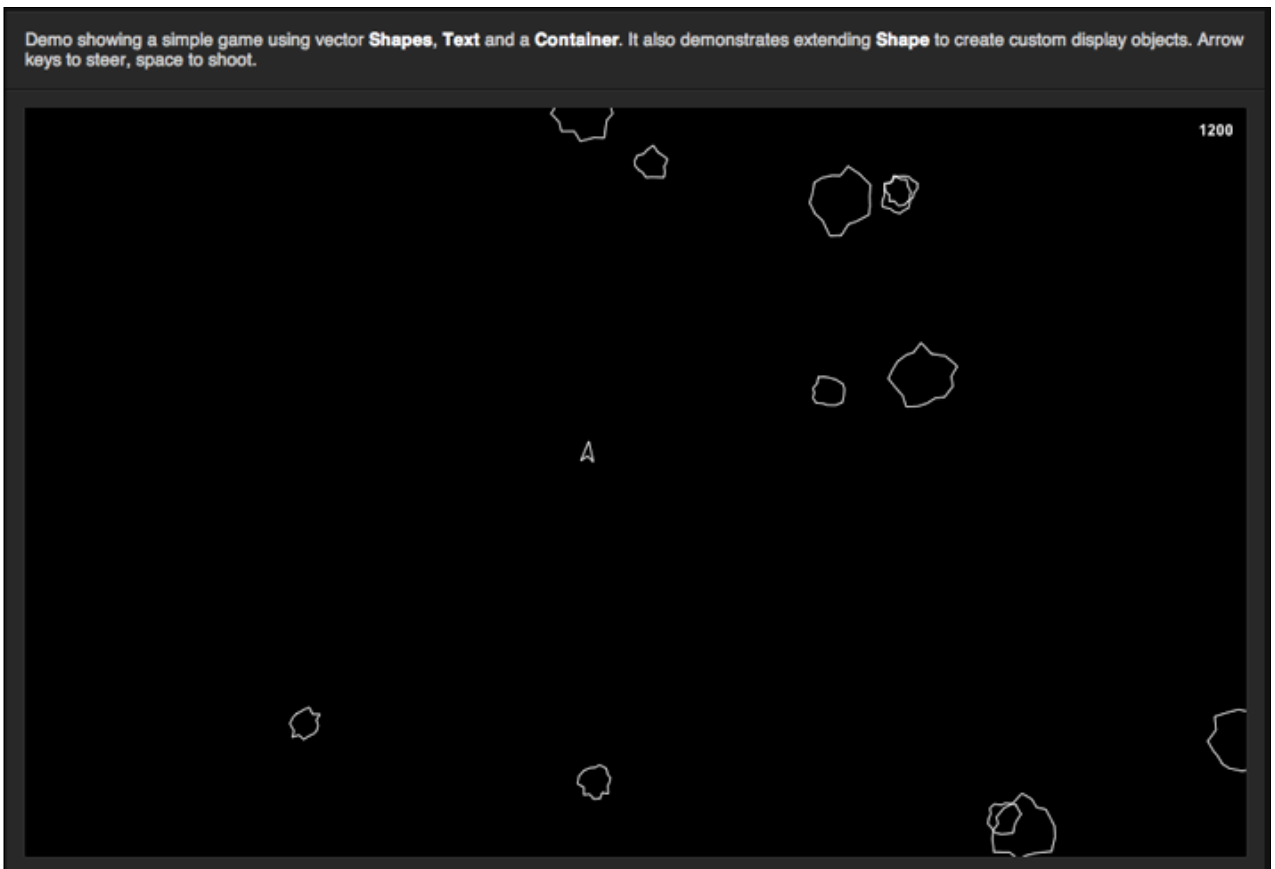 Demo showing a simple game using vector Shapes, Text and a Container. It also demonstrates extending Shape to create custom display objects. Arrow
keys to steer, space to shoot.
1200